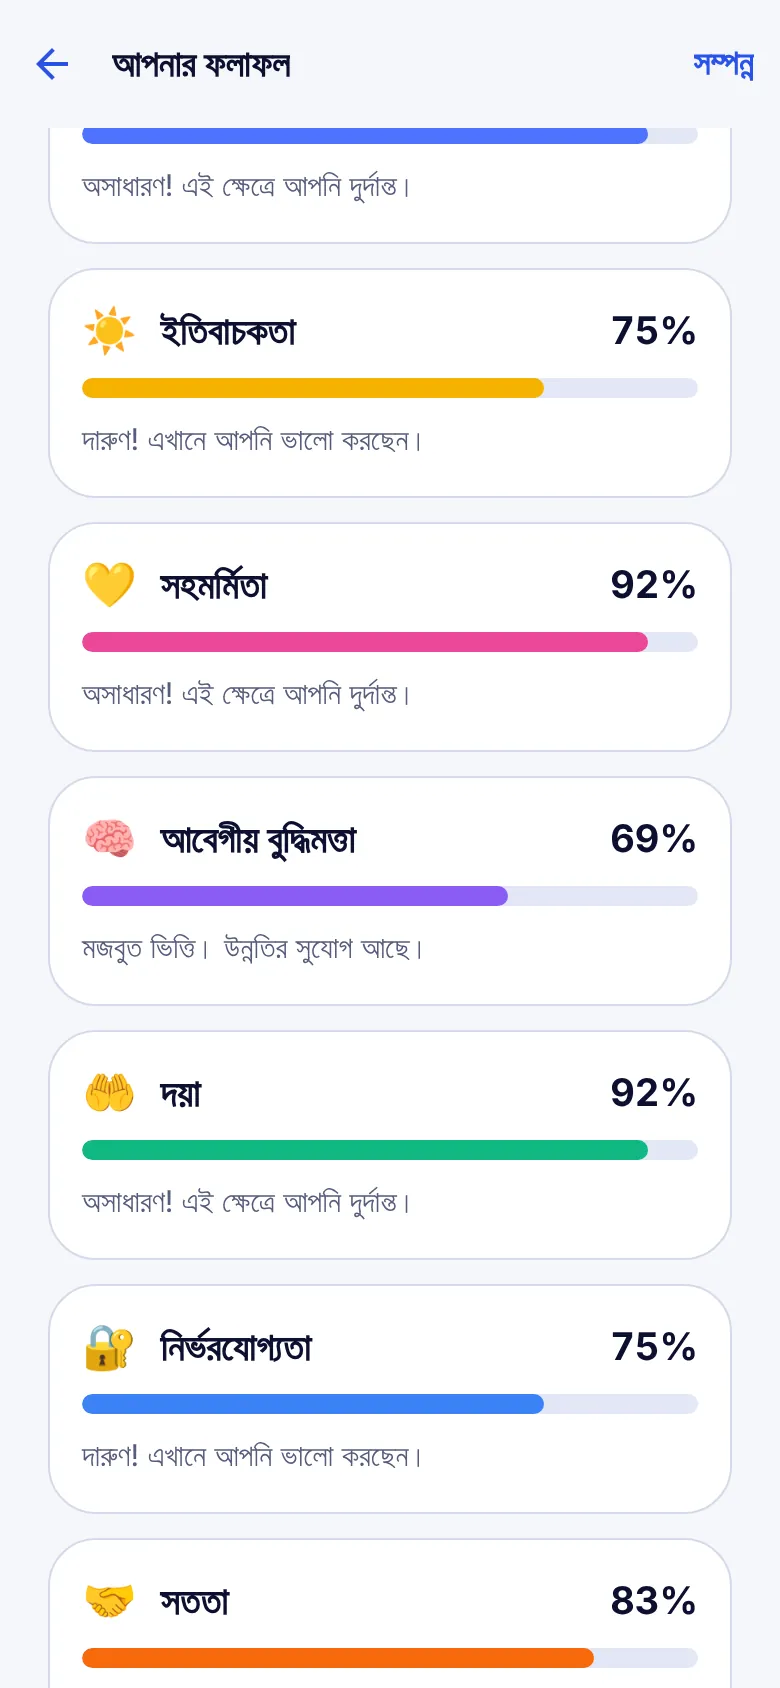 আপনার ফলাফল
সম্পন্ন
অসাধারণ! এই ক্ষেত্রে আপনি দুর্দান্ত।
ইতিবাচকতা
75%
দারুণ! এখানে আপনি ভালো করছেন।
সহমর্মিতা
92%
অসাধারণ! এই ক্ষেত্রে আপনি দুর্দান্ত।
আবেগীয় বুদ্ধিমত্তা
69%
মজবুত ভিত্তি। উন্নতির সুযোগ আছে।
দয়া
92%
অসাধারণ! এই ক্ষেত্রে আপনি দুর্দান্ত।
নির্ভরযোগ্যতা
75%
দারুণ! এখানে আপনি ভালো করছেন।
সততা
83%